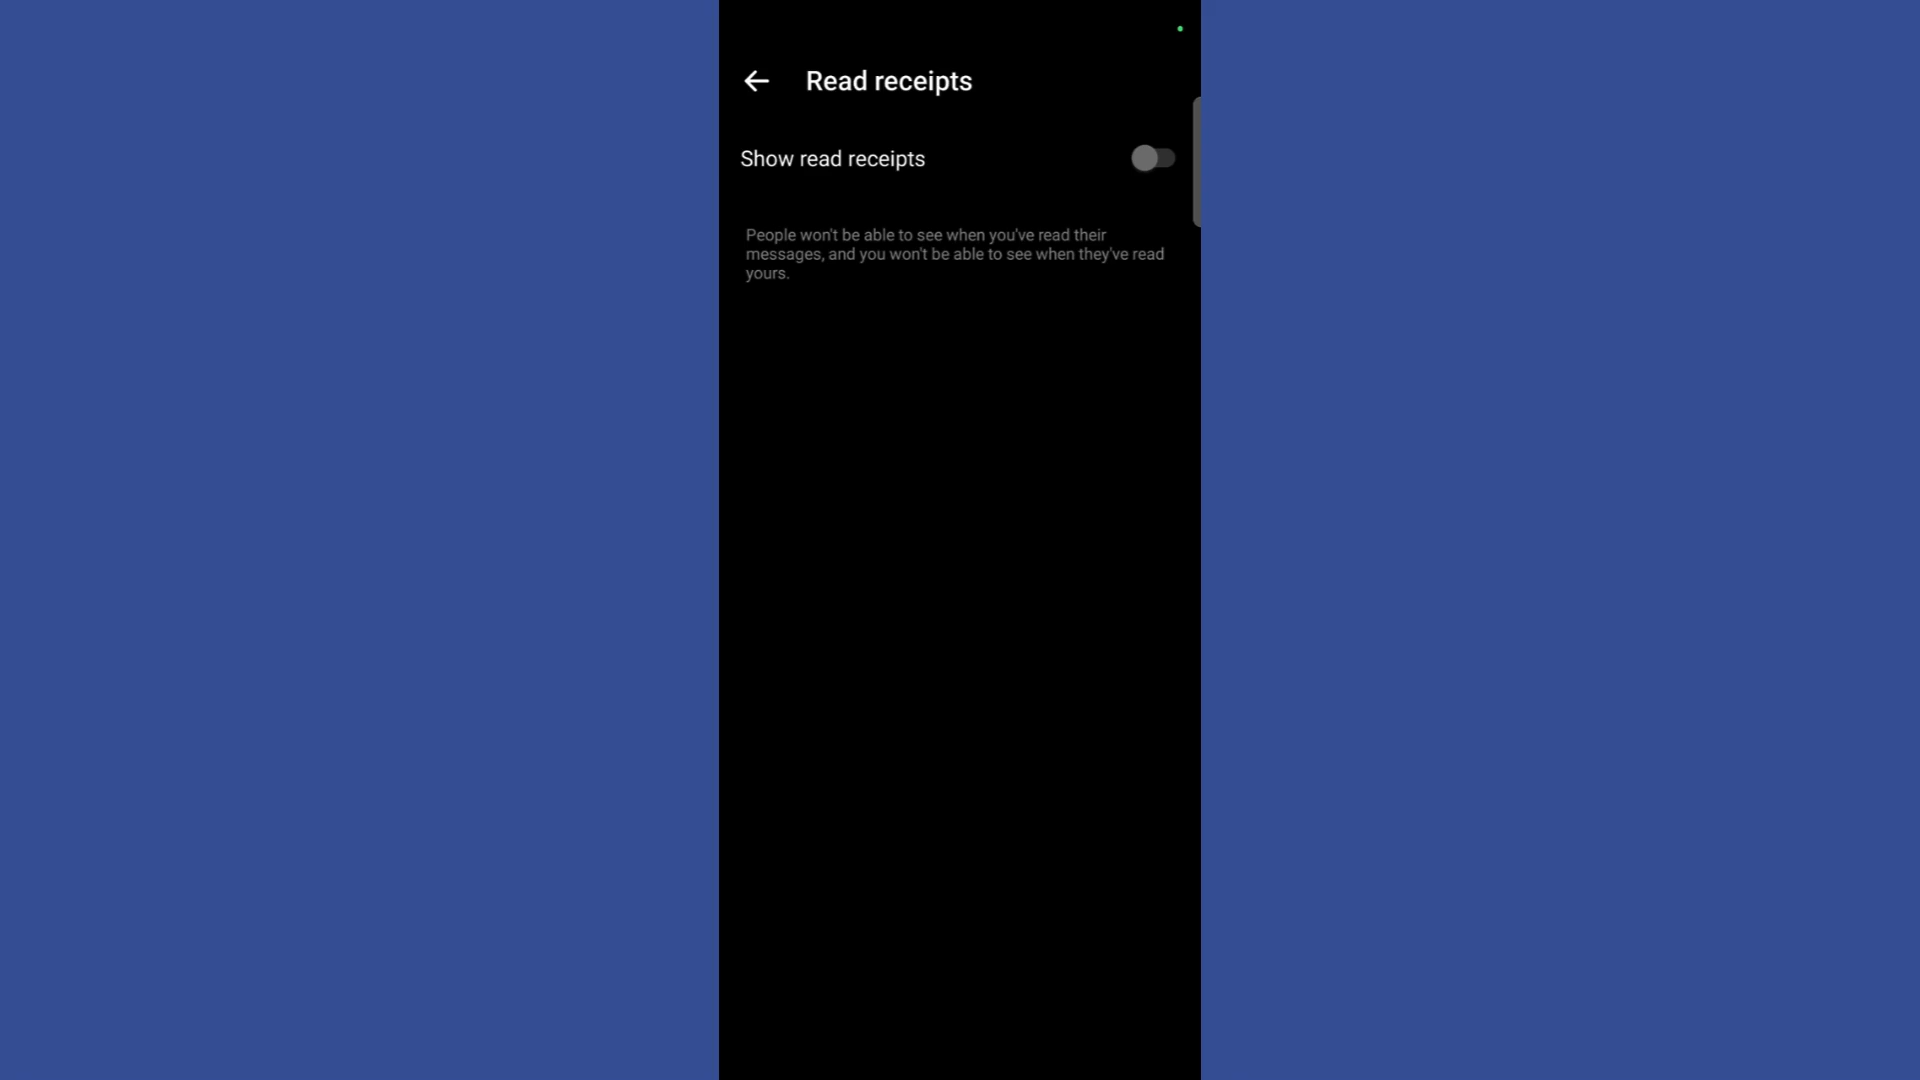 Read receipts
Show read receipts
People won't be able to see when you've read their
messages, and you won't be able to see when they've read
yours.